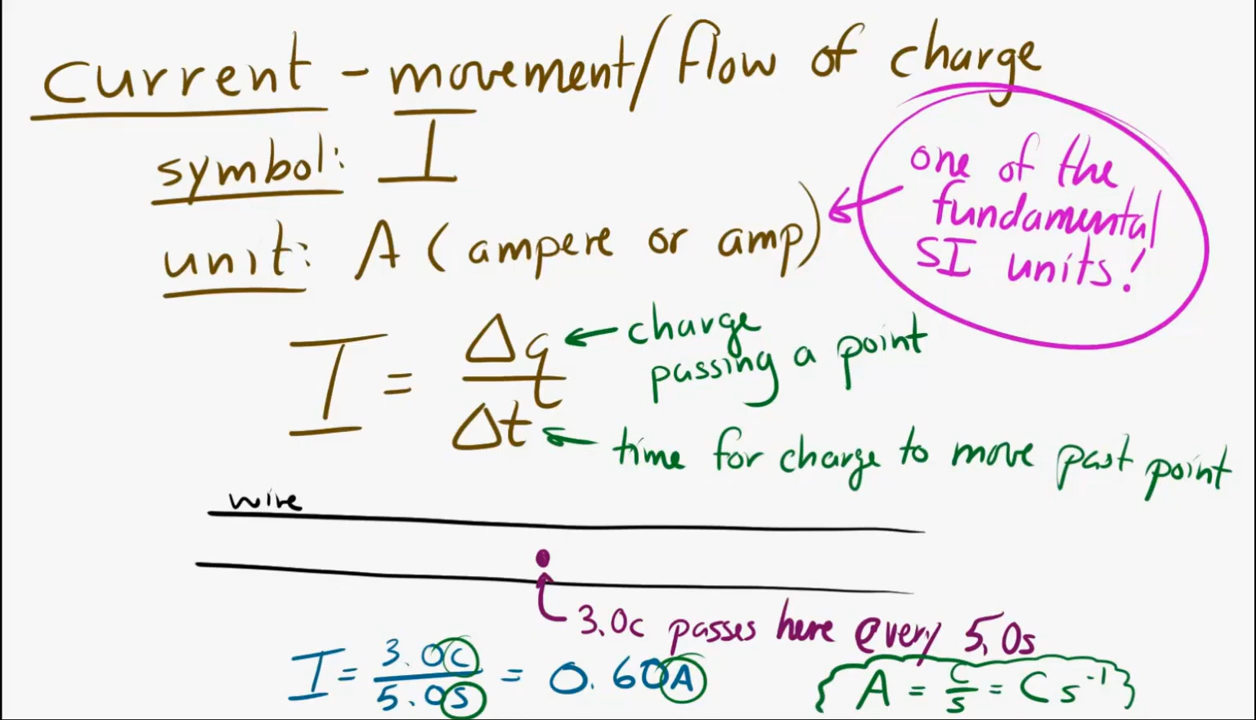 current - movement/flow of charge
symbol: I
unit: A (ampere or amp)
one of the
fundamental
SI units!
I = Δq/Δt
charge
passing a point
time for charge to move past point
wire
3.0c passes here every 5.0s
I = 3.0C/5.0s = 0.60A
{A = C/s = Cs⁻¹}